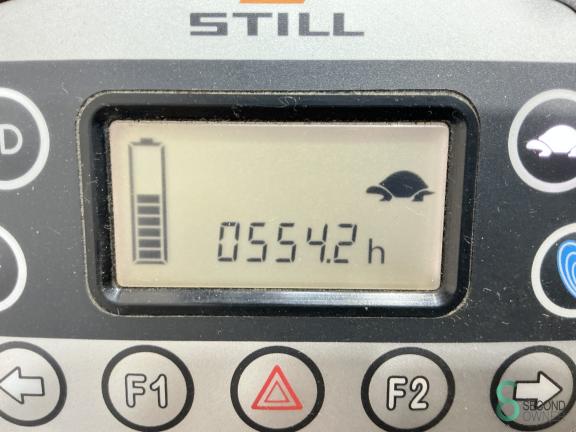 STILL
D
0554.2 h
F1
F2
SECOND
OWNER